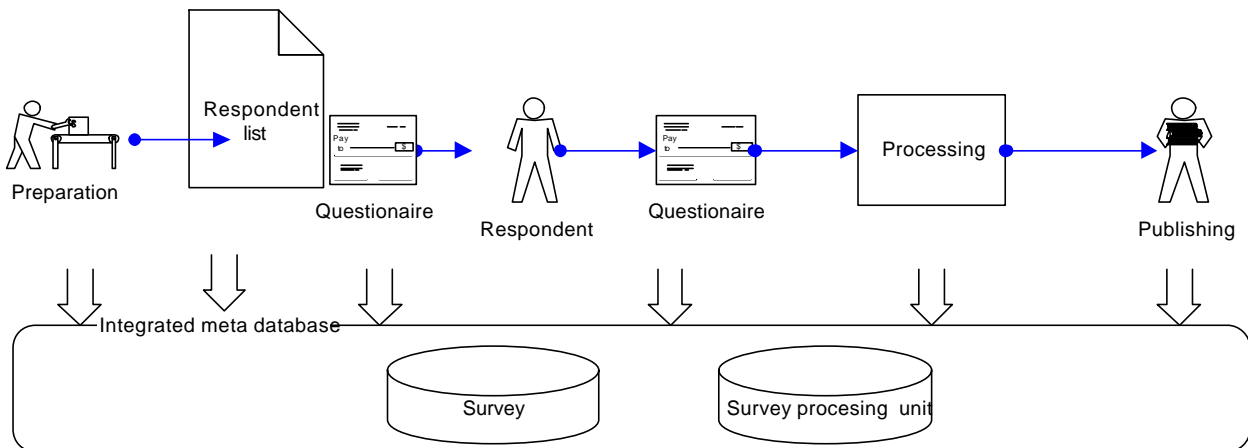 Respondent
list
Pay
to
$
Pay
to
$
Processing
Preparation
Questionaire
Respondent
Questionaire
Publishing
Integrated meta database
Survey
Survey procesing unit